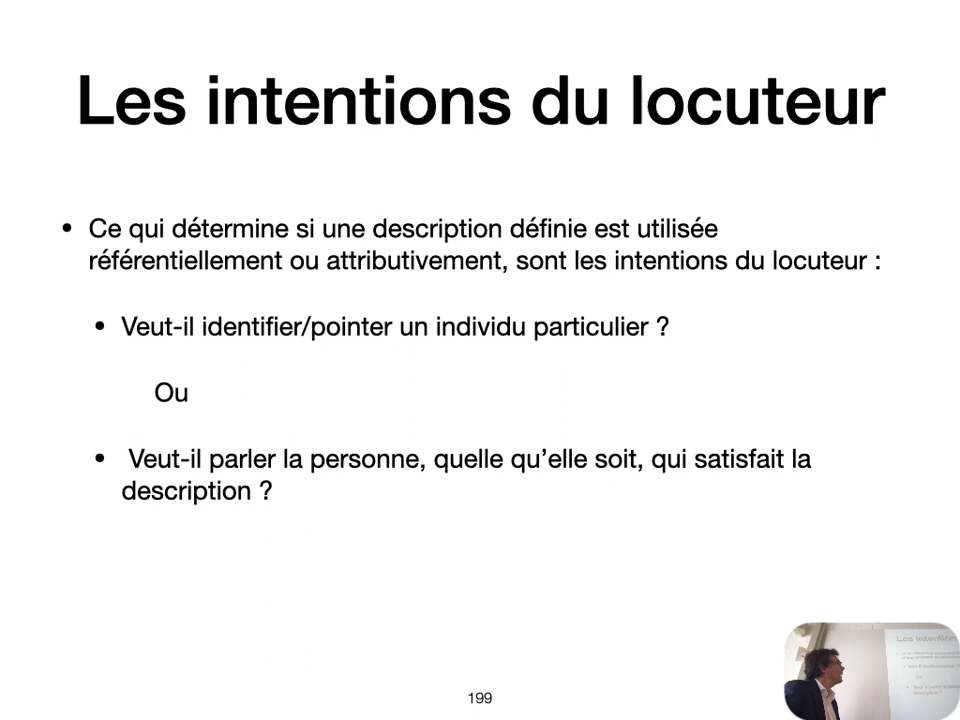 Les intentions du locuteur
• Ce qui détermine si une description définie est utilisée
référentiellement ou attributivement, sont les intentions du locuteur :
• Veut-il identifier/pointer un individu particulier ?
Ou
• Veut-il parler la personne, quelle qu’elle soit, qui satisfait la
description ?
Les intention
199